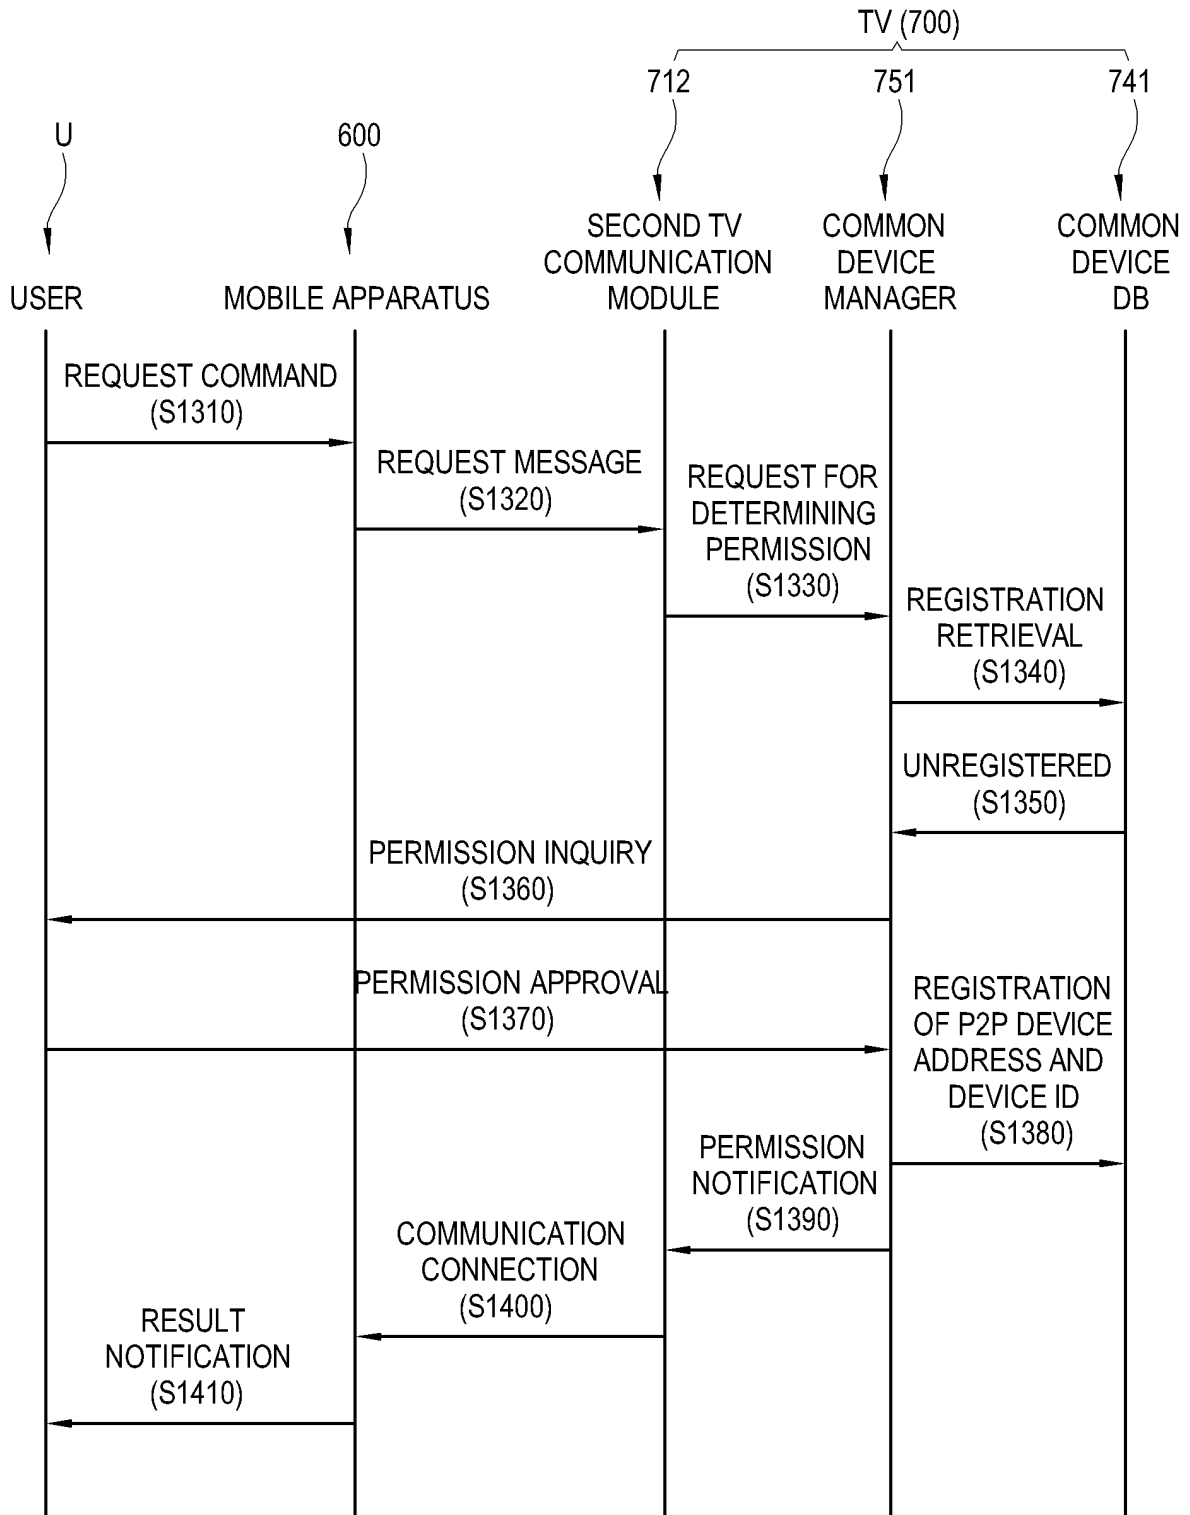 TV (700)
712
751
741
U
600
SECOND TV
COMMUNICATION
MODULE
COMMON
DEVICE
MANAGER
COMMON
DEVICE
DB
USER
MOBILE APPARATUS
REQUEST COMMAND
(S1310)
REQUEST MESSAGE
(S1320)
REQUEST FOR
DETERMINING
PERMISSION
(S1330)
REGISTRATION
RETRIEVAL
(S1340)
UNREGISTERED
(S1350)
PERMISSION INQUIRY
(S1360)
PERMISSION APPROVAL
(S1370)
REGISTRATION
OF P2P DEVICE
ADDRESS AND
DEVICE ID
(S1380)
PERMISSION
NOTIFICATION
(S1390)
COMMUNICATION
CONNECTION
(S1400)
RESULT
NOTIFICATION
(S1410)